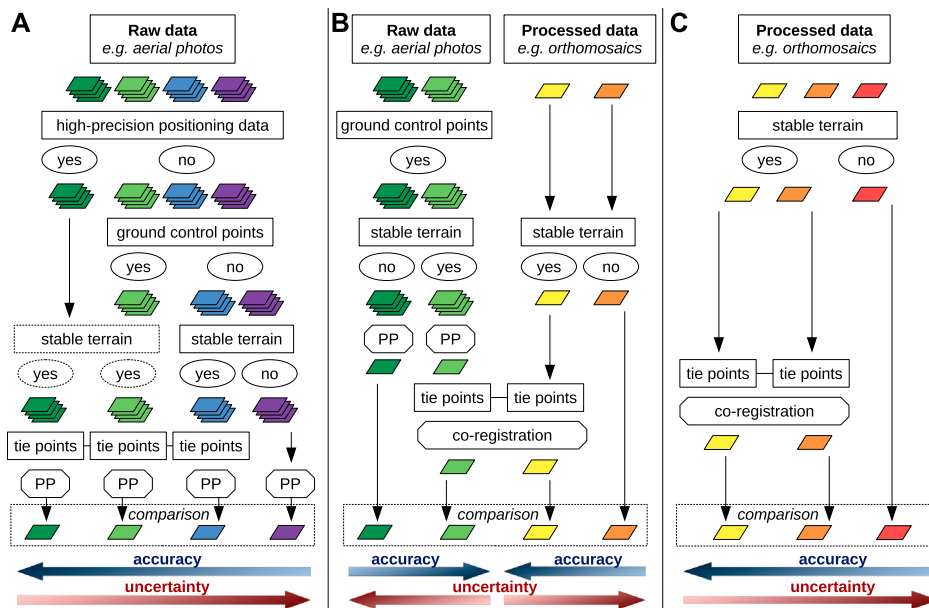 A
Raw data
e.g. aerial photos
high-precision positioning data
yes
no
ground control points
yes
no
stable terrain
stable terrain
yes
yes
yes
no
tie points
tie points
tie points
PP
PP
PP
PP
comparison
accuracy
uncertainty
B
Raw data
e.g. aerial photos
Processed data
e.g. orthomosaics
ground control points
yes
stable terrain
stable terrain
no
yes
yes
no
PP
PP
tie points
tie points
co-registration
comparison
accuracy
accuracy
uncertainty
C
Processed data
e.g. orthomosaics
stable terrain
yes
no
tie points
tie points
co-registration
comparison
accuracy
uncertainty